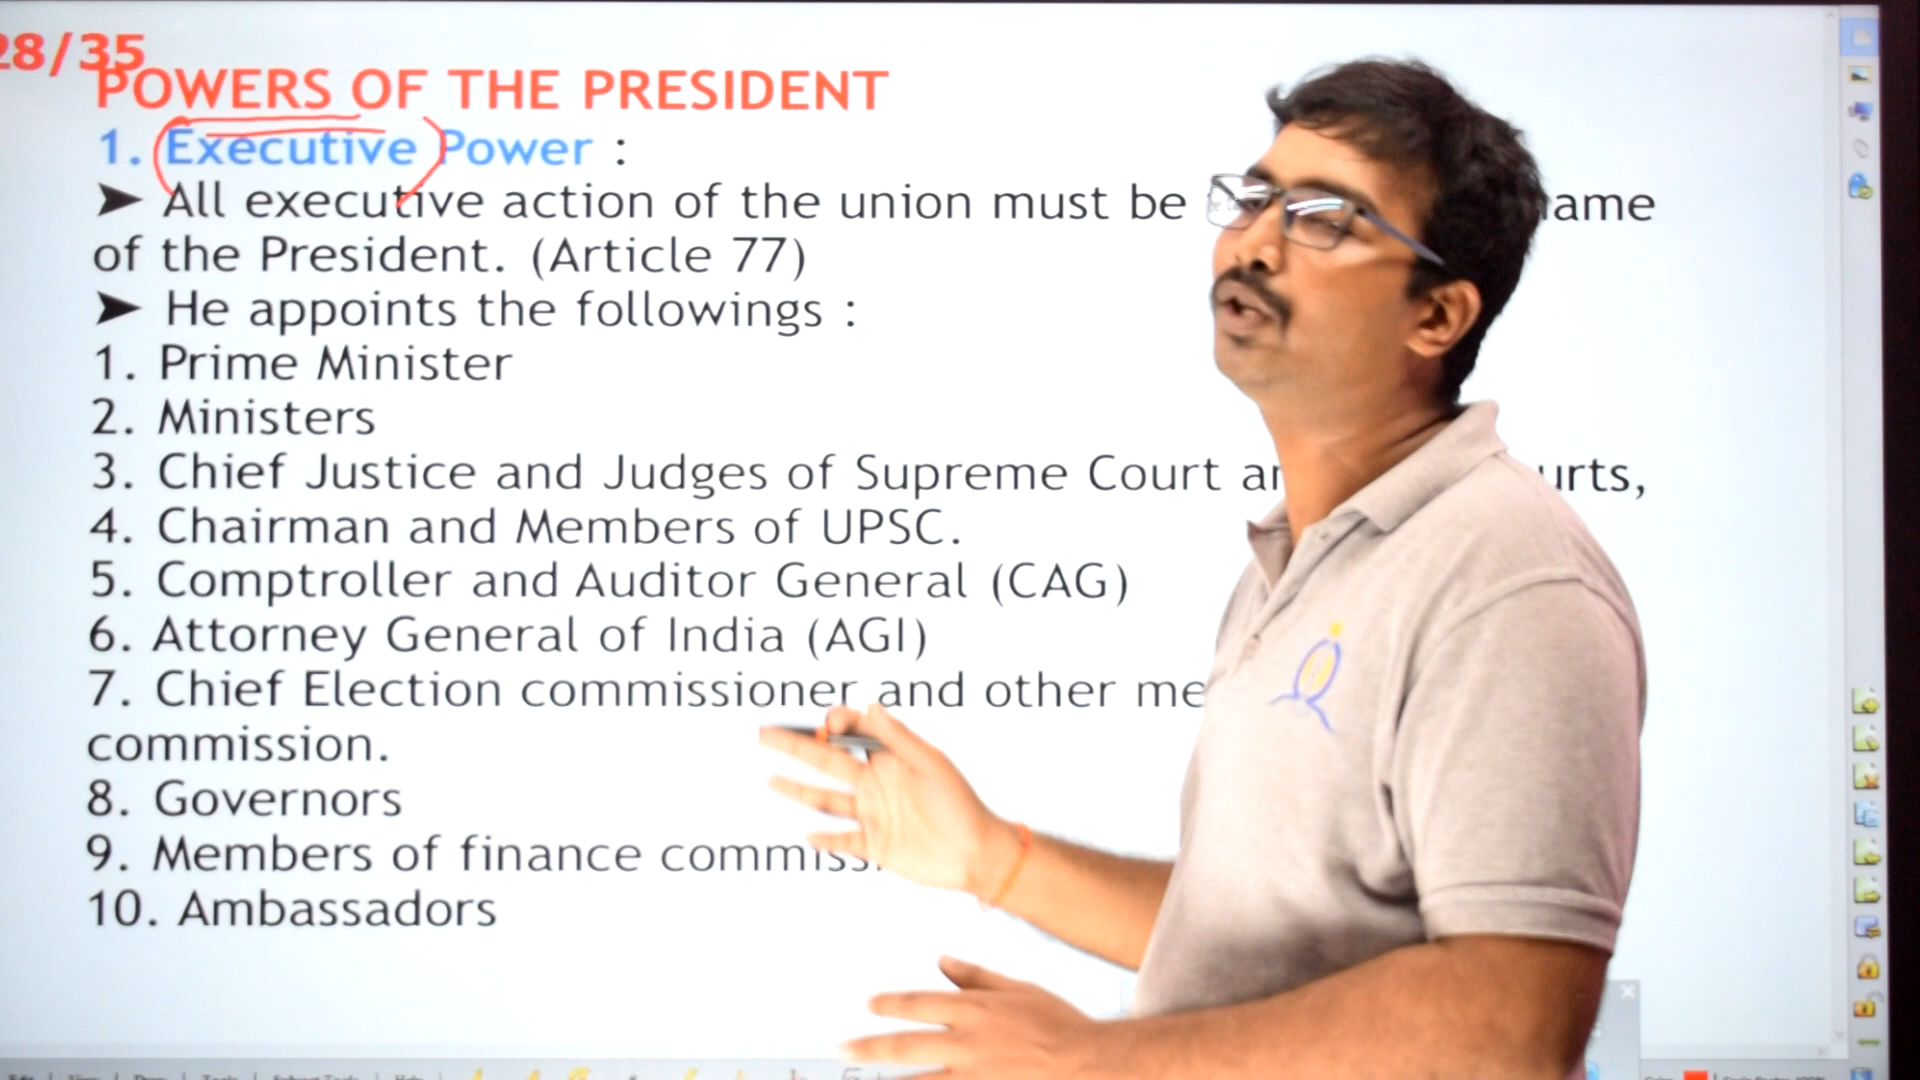 28/35
POWERS OF THE PRESIDENT
1. Executive Power :
➤ All executive action of the union must be
of the President. (Article 77)
➤ He appoints the followings :
1. Prime Minister
2. Ministers
3. Chief Justice and Judges of Supreme Court
4. Chairman and Members of UPSC.
5. Comptroller and Auditor General (CAG)
6. Attorney General of India (AGI)
7. Chief Election commissioner and other
commission.
8. Governors
9. Members of finance
10. Ambassadors